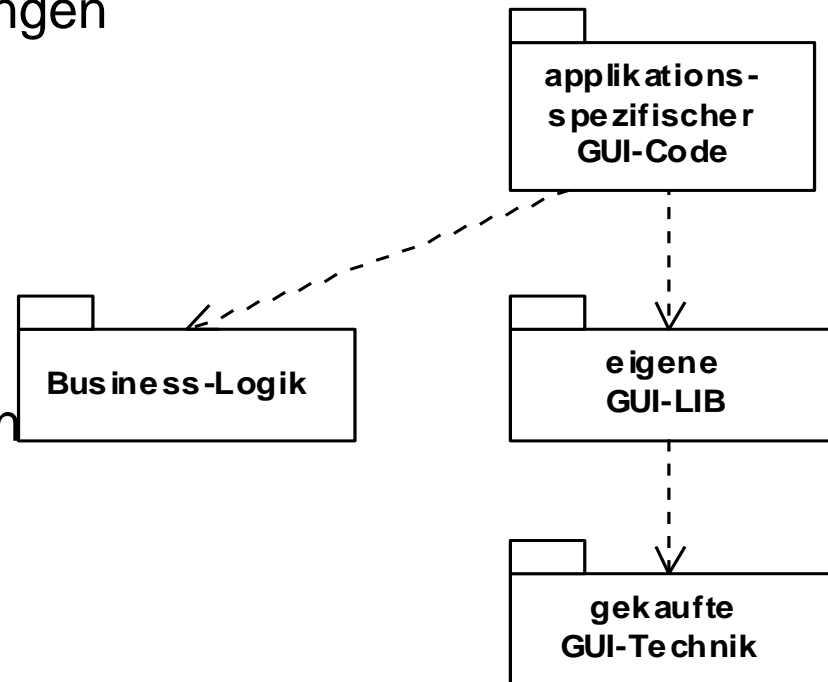 ngen
applikations-
spezifischer
GUI-Code
Business-Logik
n
eigene
GUI-LIB
gekaufte
GUI-Technik